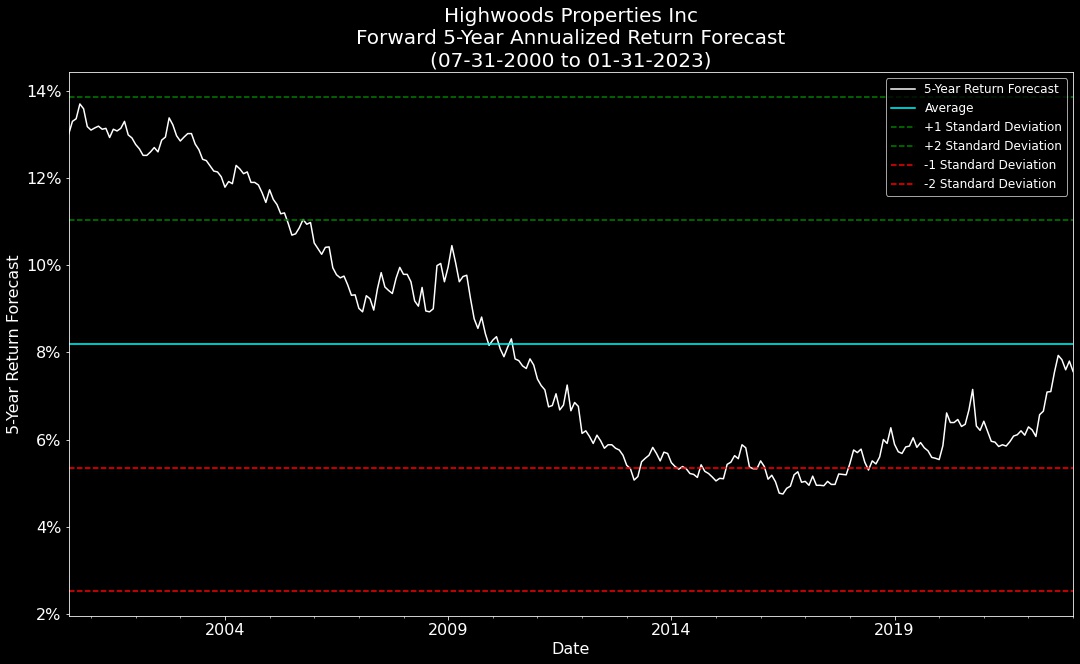 Highwoods Properties Inc
Forward 5-Year Annualized Return Forecast
(07-31-2000 to 01-31-2023)
5-Year Return Forecast
Average
+1 Standard Deviation
+2 Standard Deviation
-1 Standard Deviation
-2 Standard Deviation
14%
12%
10%
8%
6%
4%
2%
5-Year Return Forecast
2004
2009
2014
2019
Date